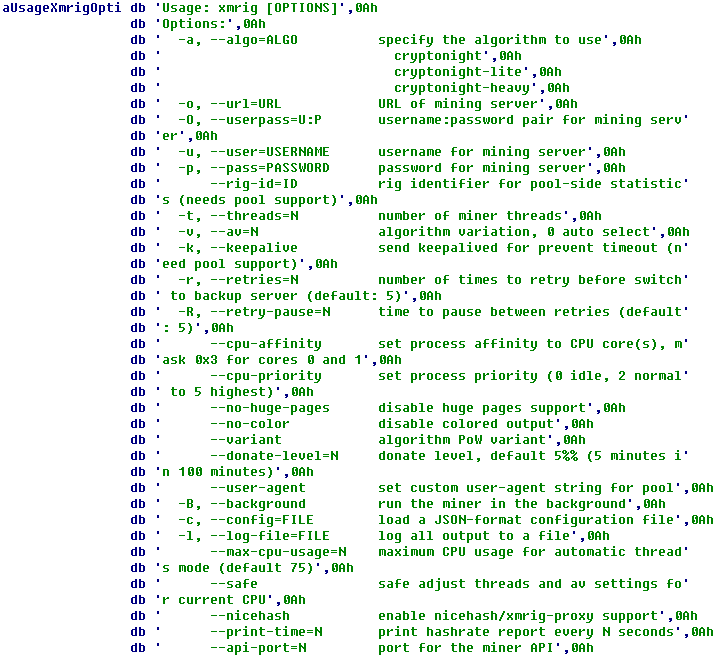 aUsageXmrigOpti db 'Usage: xmrig [OPTIONS]',0Ah
db 'Options:',0Ah
db '  -a, --algo=ALGO          specify the algorithm to use',0Ah
db '                             cryptonight',0Ah
db '                             cryptonight-lite',0Ah
db '                             cryptonight-heavy',0Ah
db '  -o, --url=URL            URL of mining server',0Ah
db '  -O, --userpass=U:P       username:password pair for mining serv'
db 'er',0Ah
db '  -u, --user=USERNAME      username for mining server',0Ah
db '  -p, --pass=PASSWORD      password for mining server',0Ah
db '      --rig-id=ID          rig identifier for pool-side statistic'
db 's (needs pool support)',0Ah
db '  -t, --threads=N          number of miner threads',0Ah
db '  -v, --av=N               algorithm variation, 0 auto select',0Ah
db '  -k, --keepalive          send keepalived for prevent timeout (n'
db 'eed pool support)',0Ah
db '  -r, --retries=N          number of times to retry before switch'
db ' to backup server (default: 5)',0Ah
db '  -R, --retry-pause=N      time to pause between retries (default'
db ': 5)',0Ah
db '      --cpu-affinity       set process affinity to CPU core(s), m'
db 'ask 0x3 for cores 0 and 1',0Ah
db '      --cpu-priority       set process priority (0 idle, 2 normal'
db ' to 5 highest)',0Ah
db '      --no-huge-pages      disable huge pages support',0Ah
db '      --no-color           disable colored output',0Ah
db '      --variant            algorithm PoW variant',0Ah
db '      --donate-level=N     donate level, default 5%% (5 minutes i'
db 'n 100 minutes)',0Ah
db '      --user-agent         set custom user-agent string for pool',0Ah
db '  -B, --background         run the miner in the background',0Ah
db '  -c, --config=FILE        load a JSON-format configuration file',0Ah
db '  -l, --log-file=FILE      log all output to a file',0Ah
db '      --max-cpu-usage=N    maximum CPU usage for automatic thread'
db 's mode (default 75)',0Ah
db '      --safe               safe adjust threads and av settings fo'
db 'r current CPU',0Ah
db '      --nicehash           enable nicehash/xmrig-proxy support',0Ah
db '      --print-time=N       print hashrate report every N seconds',0Ah
db '      --api-port=N         port for the miner API',0Ah